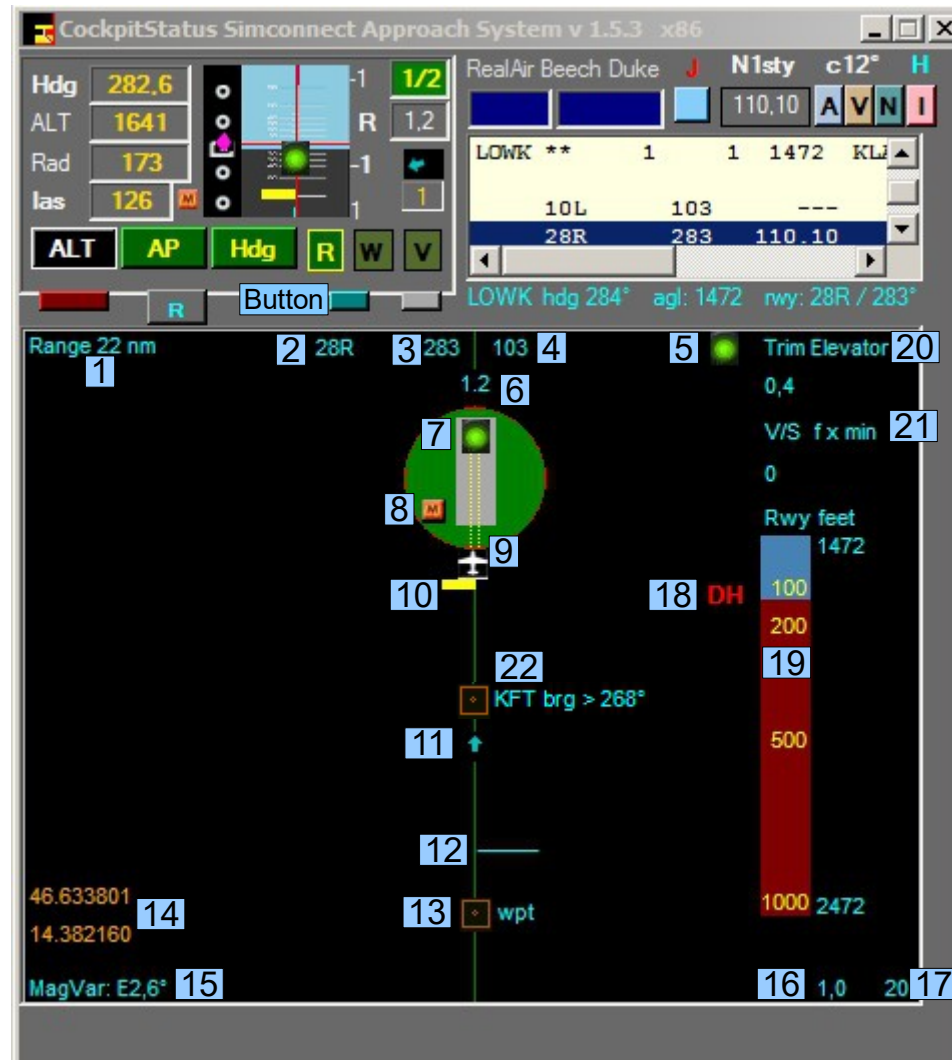 CockpitStatus Simconnect Approach System v 1.5.3 x86
Hdg 282,6 -1 1/2
ALT 1641 R 1,2
Rad 173 -1
Ias 126 M 1 1
ALT AP Hdg R W V
RealAir Beech Duke J N1sty c12° H
110,10 A V N I
LOWK ** 1 1 1472
10L 103 ---
28R 283 110.10
R Button LOWK hdg 284° agl: 1472 rwy: 28R / 283°
Range 22 nm 2 28R 3 283 103 4 5 Trim Elevator 20
1
1.2 6 0,4
7 V/S f x min 21
0
8 M Rwy feet
9 1472
10 18 DH 100
200
22 19
KFT brg > 268°
11 500
12
46.633801 13 wpt 1000 2472
14
14.382160
MagVar: E2,6° 15 16 1,0 20 17